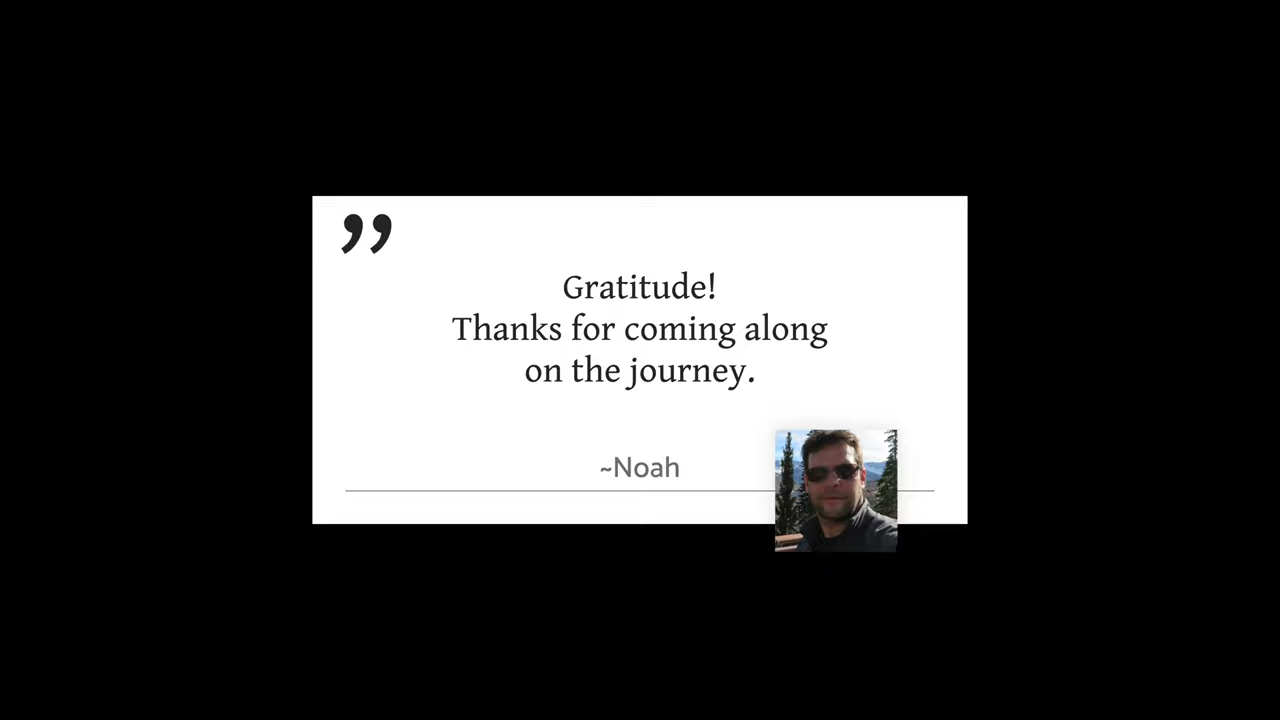 ”
Gratitude!
Thanks for coming along
on the journey.
~Noah